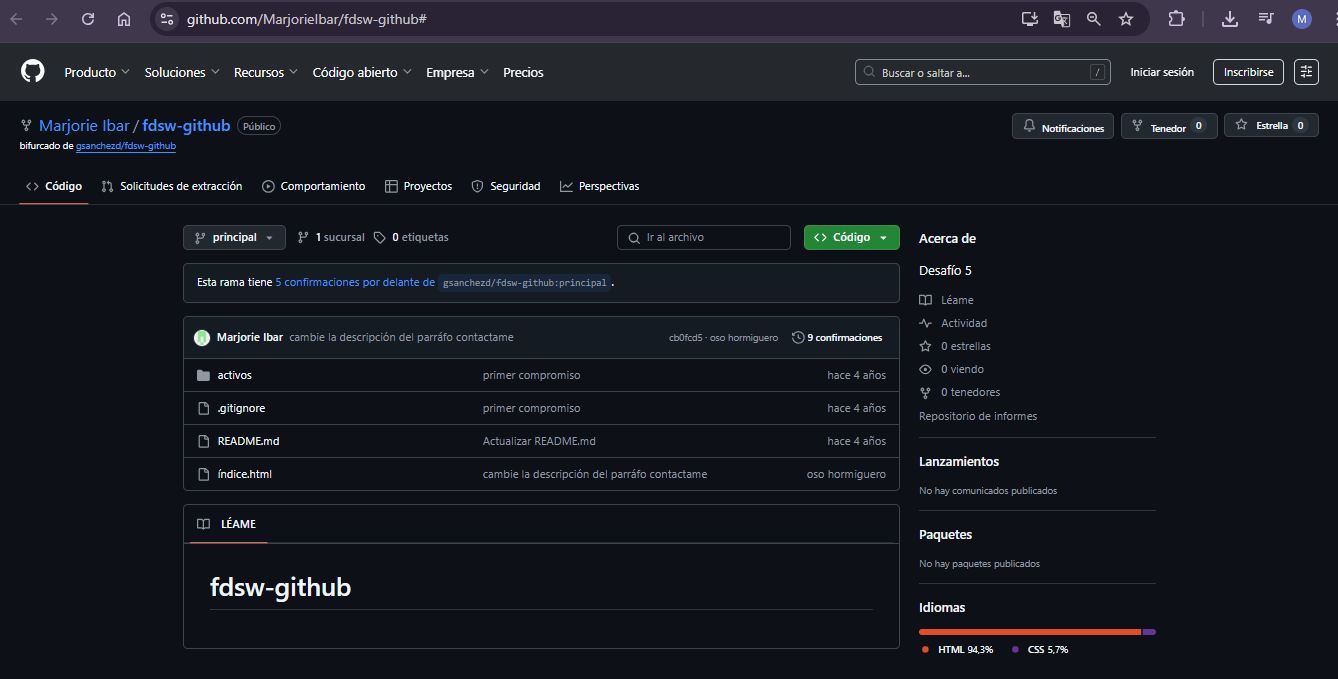 github.com/MarjorieIbar/fdsw-github#
M
Producto Soluciones Recursos Código abierto Empresa Precios
Buscar o saltar a... /
Iniciar sesión
Inscribirse
Marjorie Ibar / fdsw-github Público
bifurcado de gsanchezd/fdsw-github
Notificaciones
Tenedor 0
Estrella 0
Código Solicitudes de extracción Comportamiento Proyectos Seguridad Perspectivas
principal 1 sucursal 0 etiquetas
Ir al archivo
Código
Esta rama tiene 5 confirmaciones por delante de gsanchezd/fdsw-github:principal .
Marjorie Ibar cambie la descripción del parráfo contactame cb0fcd5 · oso hormiguero 9 confirmaciones
activos primer compromiso hace 4 años
.gitignore primer compromiso hace 4 años
README.md Actualizar README.md hace 4 años
índice.html cambie la descripción del parráfo contactame oso hormiguero
LÉAME
fdsw-github
Acerca de
Desafío 5
Léame
Actividad
0 estrellas
0 viendo
0 tenedores
Repositorio de informes
Lanzamientos
No hay comunicados publicados
Paquetes
No hay paquetes publicados
Idiomas
HTML 94,3% CSS 5,7%